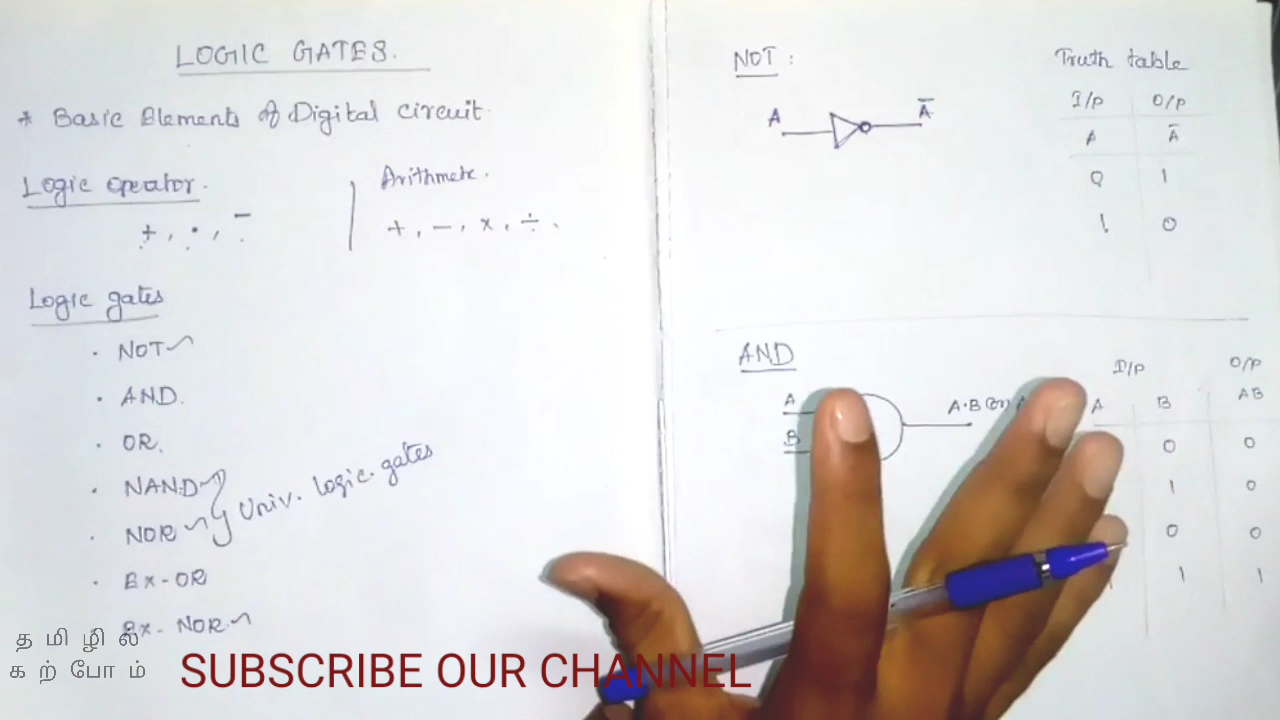 LOGIC GATES.
* Basic Elements of Digital circuit.
Logic operator.
+ , • , ‾
Arithmetic.
+ , - , × , ÷ .
Logic gates
· NOT
· AND.
· OR.
· NAND
· NOR
Univ. logic. gates
· Ex-OR
· Ex- NOR
NOT :
A Ā
Truth table
I/P O/P
A Ā
0 1
1 0
AND
A
B
A·B (or)
I/P O/P
A B AB
0 0
1 0
0 0
1 1
தமிழில்
கற்போம்
SUBSCRIBE OUR CHANNEL